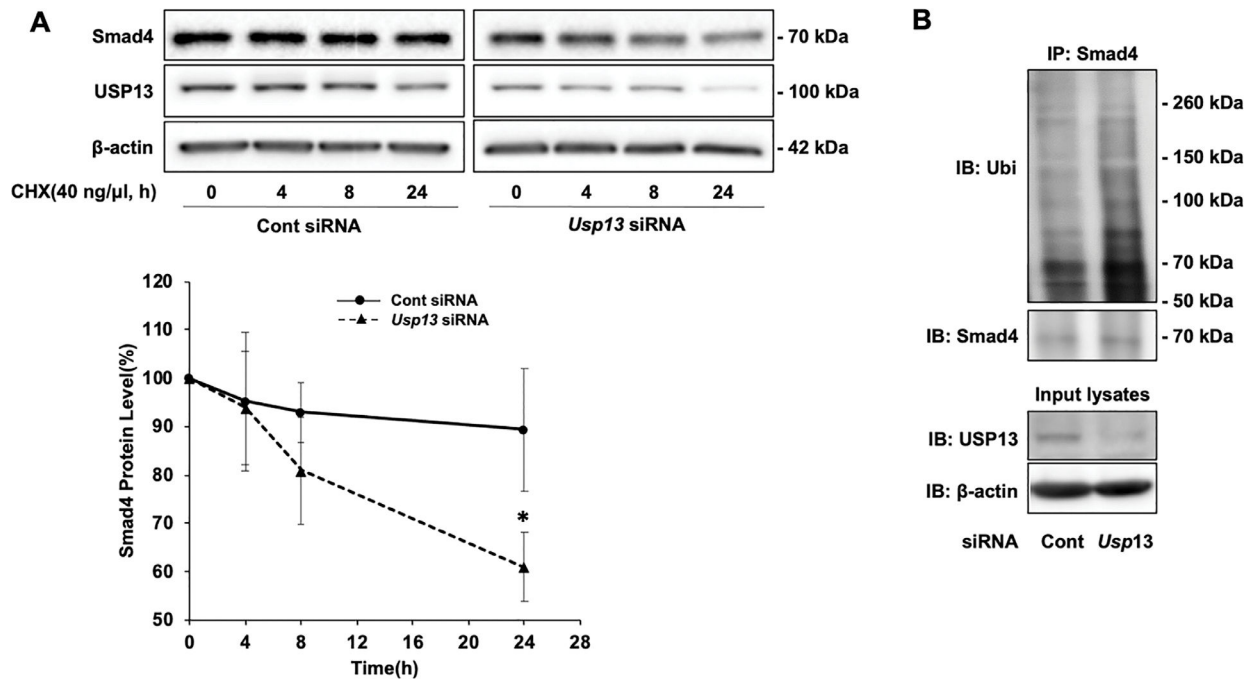 A
Smad4
- 70 kDa
USP13
- 100 kDa
β-actin
- 42 kDa
CHX(40 ng/µl, h) 0 4 8 24 0 4 8 24
Cont siRNA Usp13 siRNA
Smad4 Protein Level(%)
120
110
100
90
80
70
60
50
Cont siRNA
Usp13 siRNA
*
0 4 8 12 16 20 24 28
Time(h)
B
IP: Smad4
- 260 kDa
- 150 kDa
IB: Ubi
- 100 kDa
- 70 kDa
- 50 kDa
IB: Smad4 - 70 kDa
Input lysates
IB: USP13
IB: β-actin
siRNA Cont Usp13